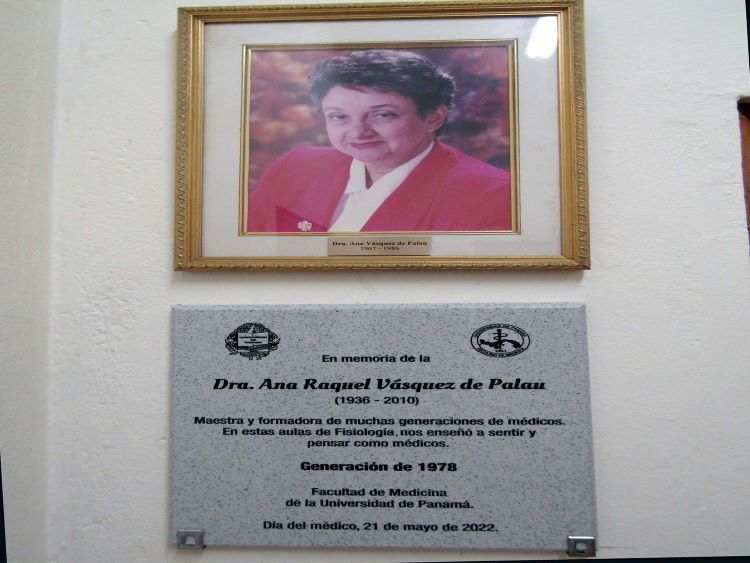 Dra. Ana Vásquez de Palau
1967 - 1986
En memoria de la
Dra. Ana Raquel Vásquez de Palau
(1936 - 2010)
Maestra y formadora de muchas generaciones de médicos.
En estas aulas de Fisiología, nos enseñó a sentir y
pensar como médicos.
Generación de 1978
Facultad de Medicina
de la Universidad de Panamá.
Día del médico, 21 de mayo de 2022.